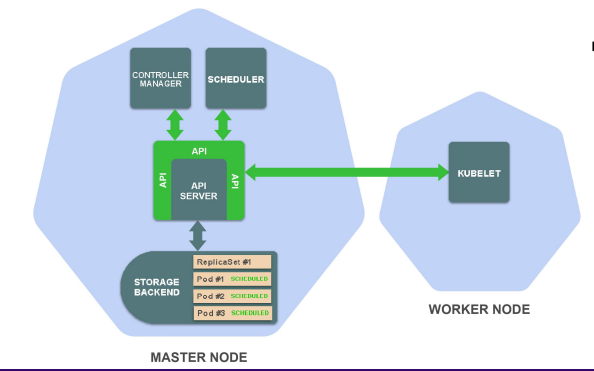 CONTROLLER
MANAGER
SCHEDULER
API
API
API
API
SERVER
KUBELET
STORAGE
BACKEND
ReplicaSet #1
Pod #1 SCHEDULED
Pod #2 SCHEDULED
Pod #3 SCHEDULED
WORKER NODE
MASTER NODE